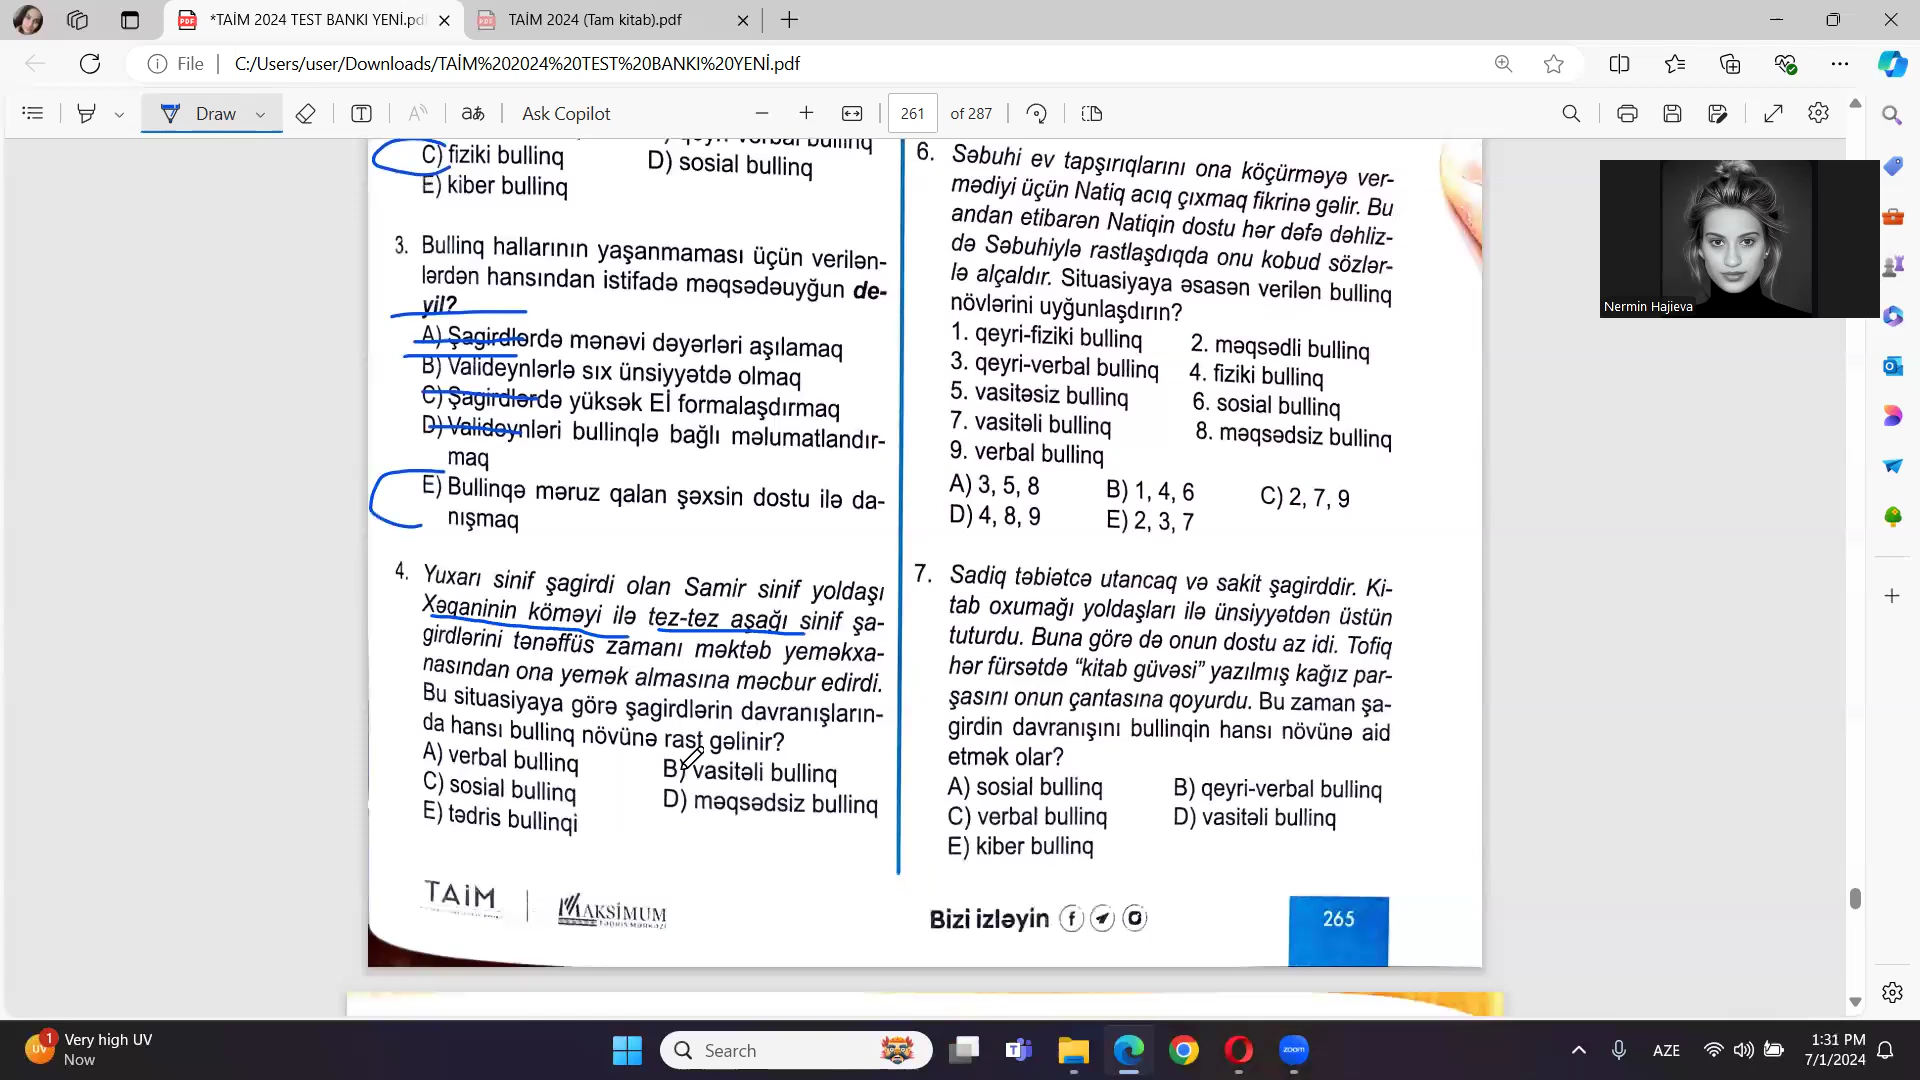 *TAİM 2024 TEST BANKI YENİ.pdf
TAİM 2024 (Tam kitab).pdf
File
C:/Users/user/Downloads/TAİM%202024%20TEST%20BANKI%20YENİ.pdf
Draw
aあ
Ask Copilot
261
of 287
C) fiziki bullinq
D) sosial bullinq
E) kiber bullinq
3. Bullinq hallarının yaşanmaması üçün verilən-
lərdən hansından istifadə məqsədəuyğun de-
yil?
A) Şagirdlərdə mənəvi dəyərləri aşılamaq
B) Valideynlərlə sıx ünsiyyətdə olmaq
C) Şagirdlərdə yüksək Eİ formalaşdırmaq
D) Valideynləri bullinqlə bağlı məlumatlandır-
maq
E) Bullinqə məruz qalan şəxsin dostu ilə da-
nışmaq
4. Yuxarı sinif şagirdi olan Samir sinif yoldaşı
Xəqaninin köməyi ilə tez-tez aşağı sinif şa-
girdlərini tənəffüs zamanı məktəb yeməkxa-
nasından ona yemək almasına məcbur edirdi.
Bu situasiyaya görə şagirdlərin davranışların-
da hansı bullinq növünə rast gəlinir?
A) verbal bullinq
B) vasitəli bullinq
C) sosial bullinq
D) məqsədsiz bullinq
E) tədris bullinqi
6. Səbuhi ev tapşırıqlarını ona köçürməyə ver-
mədiyi üçün Natiq acıq çıxmaq fikrinə gəlir. Bu
andan etibarən Natiqin dostu hər dəfə dəhliz-
də Səbuhiylə rastlaşdıqda onu kobud sözlər-
lə alçaldır. Situasiyaya əsasən verilən bullinq
növlərini uyğunlaşdırın?
1. qeyri-fiziki bullinq
2. məqsədli bullinq
3. qeyri-verbal bullinq
4. fiziki bullinq
5. vasitəsiz bullinq
6. sosial bullinq
7. vasitəli bullinq
8. məqsədsiz bullinq
9. verbal bullinq
A) 3, 5, 8
B) 1, 4, 6
C) 2, 7, 9
D) 4, 8, 9
E) 2, 3, 7
7. Sadiq təbiətcə utancaq və sakit şagirddir. Ki-
tab oxumağı yoldaşları ilə ünsiyyətdən üstün
tuturdu. Buna görə də onun dostu az idi. Tofiq
hər fürsətdə “kitab güvəsi” yazılmış kağız par-
şasını onun çantasına qoyurdu. Bu zaman şa-
girdin davranışını bullinqin hansı növünə aid
etmək olar?
A) sosial bullinq
B) qeyri-verbal bullinq
C) verbal bullinq
D) vasitəli bullinq
E) kiber bullinq
TAiM
MAKSİMUM
TƏDRİS MƏRKƏZİ
Bizi izləyin
265
Nermin Hajieva
Very high UV
Now
Search
zoom
AZE
1:31 PM
7/1/2024